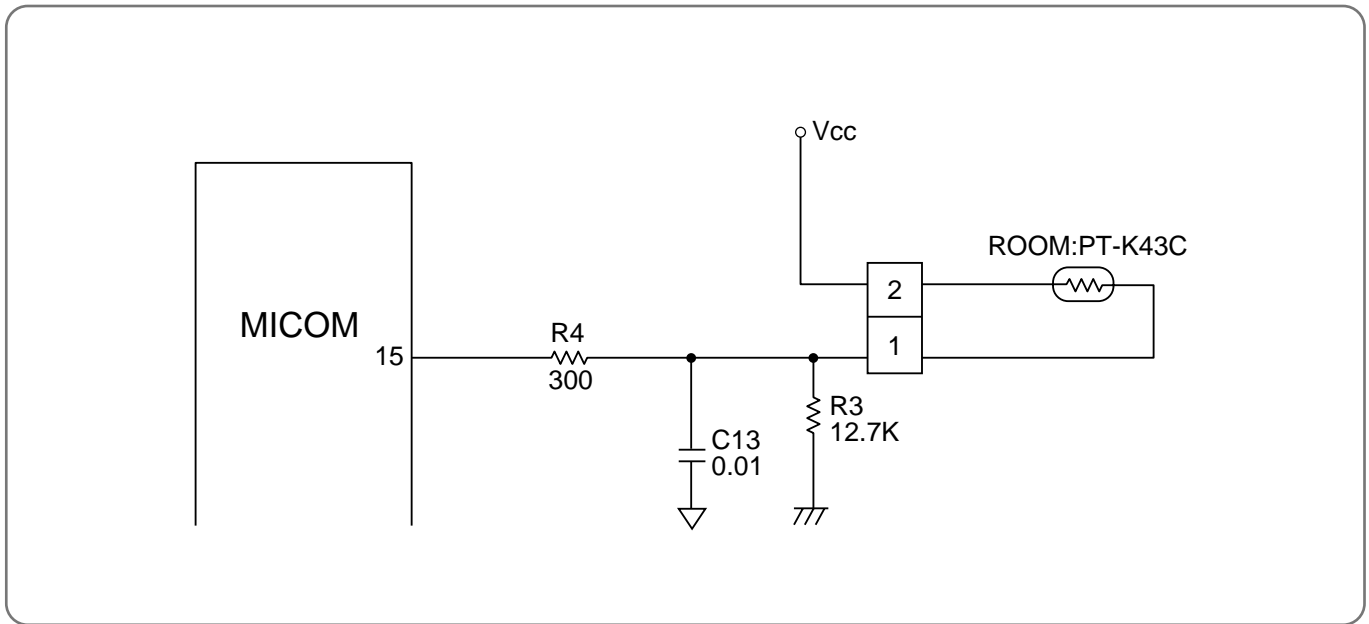 Vcc
ROOM:PT-K43C
2
MICOM
R4
15
1
300
R3
12.7K
C13
0.01